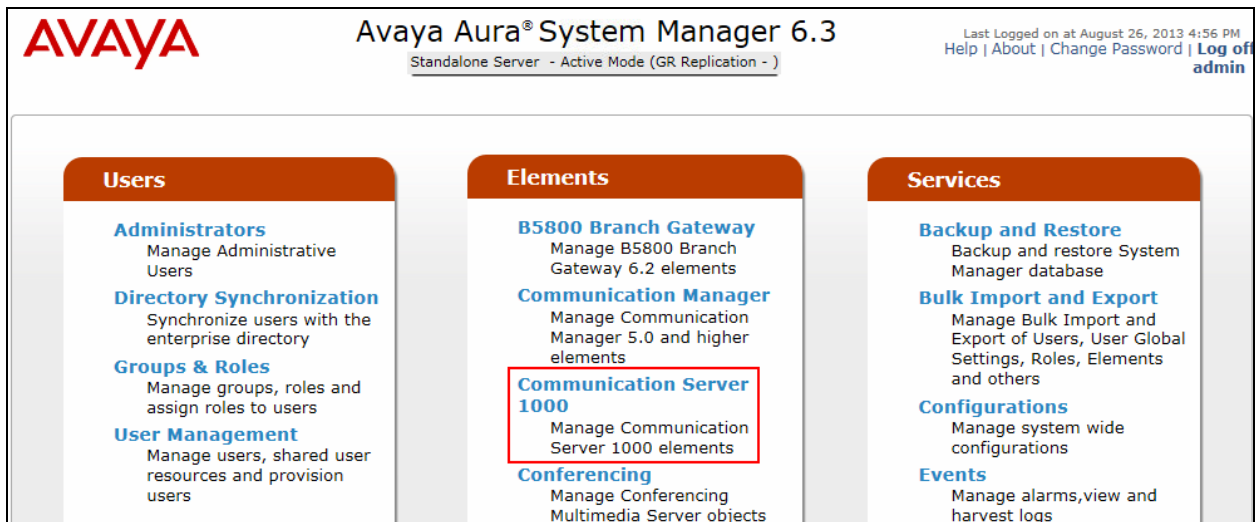 AVAYA
Avaya Aura® System Manager 6.3
Standalone Server - Active Mode (GR Replication - )
Last Logged on at August 26, 2013 4:56 PM
Help | About | Change Password | Log off
admin
Users
Administrators
Manage Administrative
Users
Directory Synchronization
Synchronize users with the
enterprise directory
Groups & Roles
Manage groups, roles and
assign roles to users
User Management
Manage users, shared user
resources and provision
users
Elements
B5800 Branch Gateway
Manage B5800 Branch
Gateway 6.2 elements
Communication Manager
Manage Communication
Manager 5.0 and higher
elements
Communication Server
1000
Manage Communication
Server 1000 elements
Conferencing
Manage Conferencing
Multimedia Server objects
Services
Backup and Restore
Backup and restore System
Manager database
Bulk Import and Export
Manage Bulk Import and
Export of Users, User Global
Settings, Roles, Elements
and others
Configurations
Manage system wide
configurations
Events
Manage alarms,view and
harvest logs